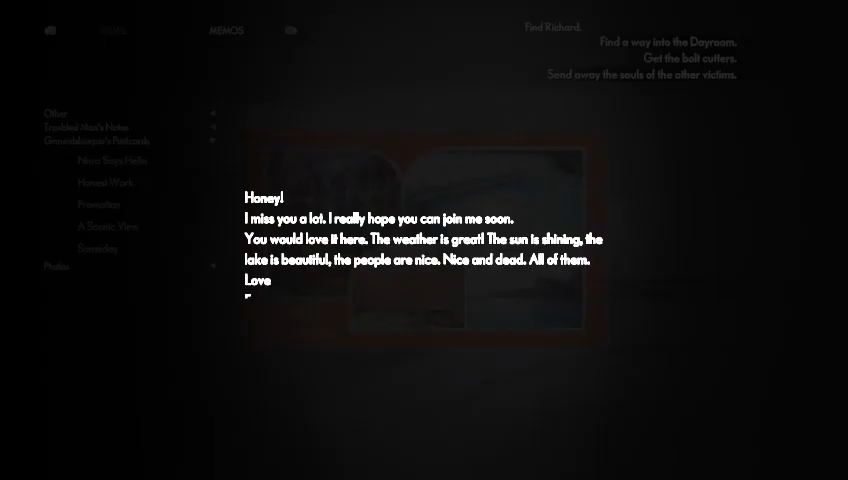 MEMOS
Find Richard.
Find a way into the Dayroom.
Get the bolt cutters.
Send away the souls of the other victims.
Other
Troubled Man's Notes
Groundskeeper's Postcards
Niwa Says Hello
Honest Work
Promotion
A Scenic View
Someday
Photos
Honey!
I miss you a lot. I really hope you can join me soon.
You would love it here. The weather is great! The sun is shining, the
lake is beautiful, the people are nice. Nice and dead. All of them.
Love